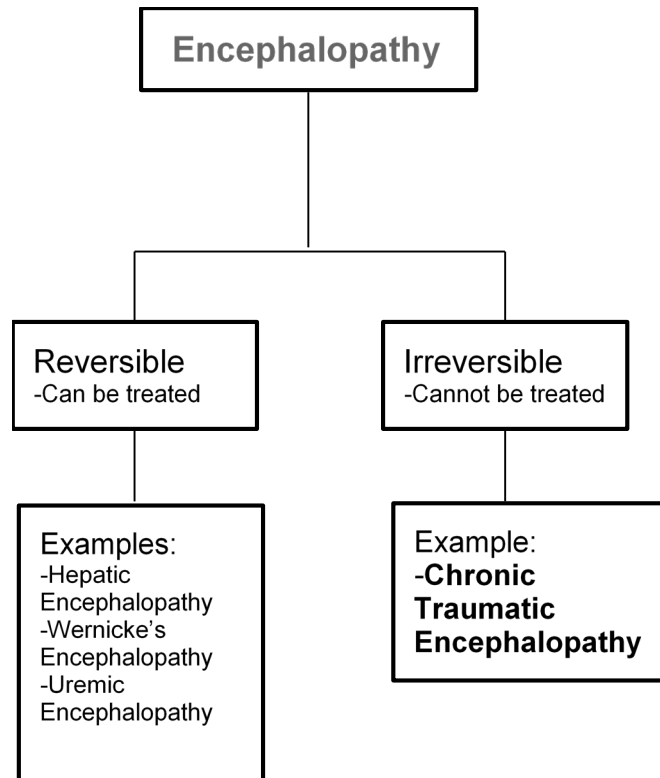 Encephalopathy
Reversible
-Can be treated
Irreversible
-Cannot be treated
Examples:
-Hepatic
Encephalopathy
-Wernicke’s
Encephalopathy
-Uremic
Encephalopathy
Example:
-Chronic
Traumatic
Encephalopathy